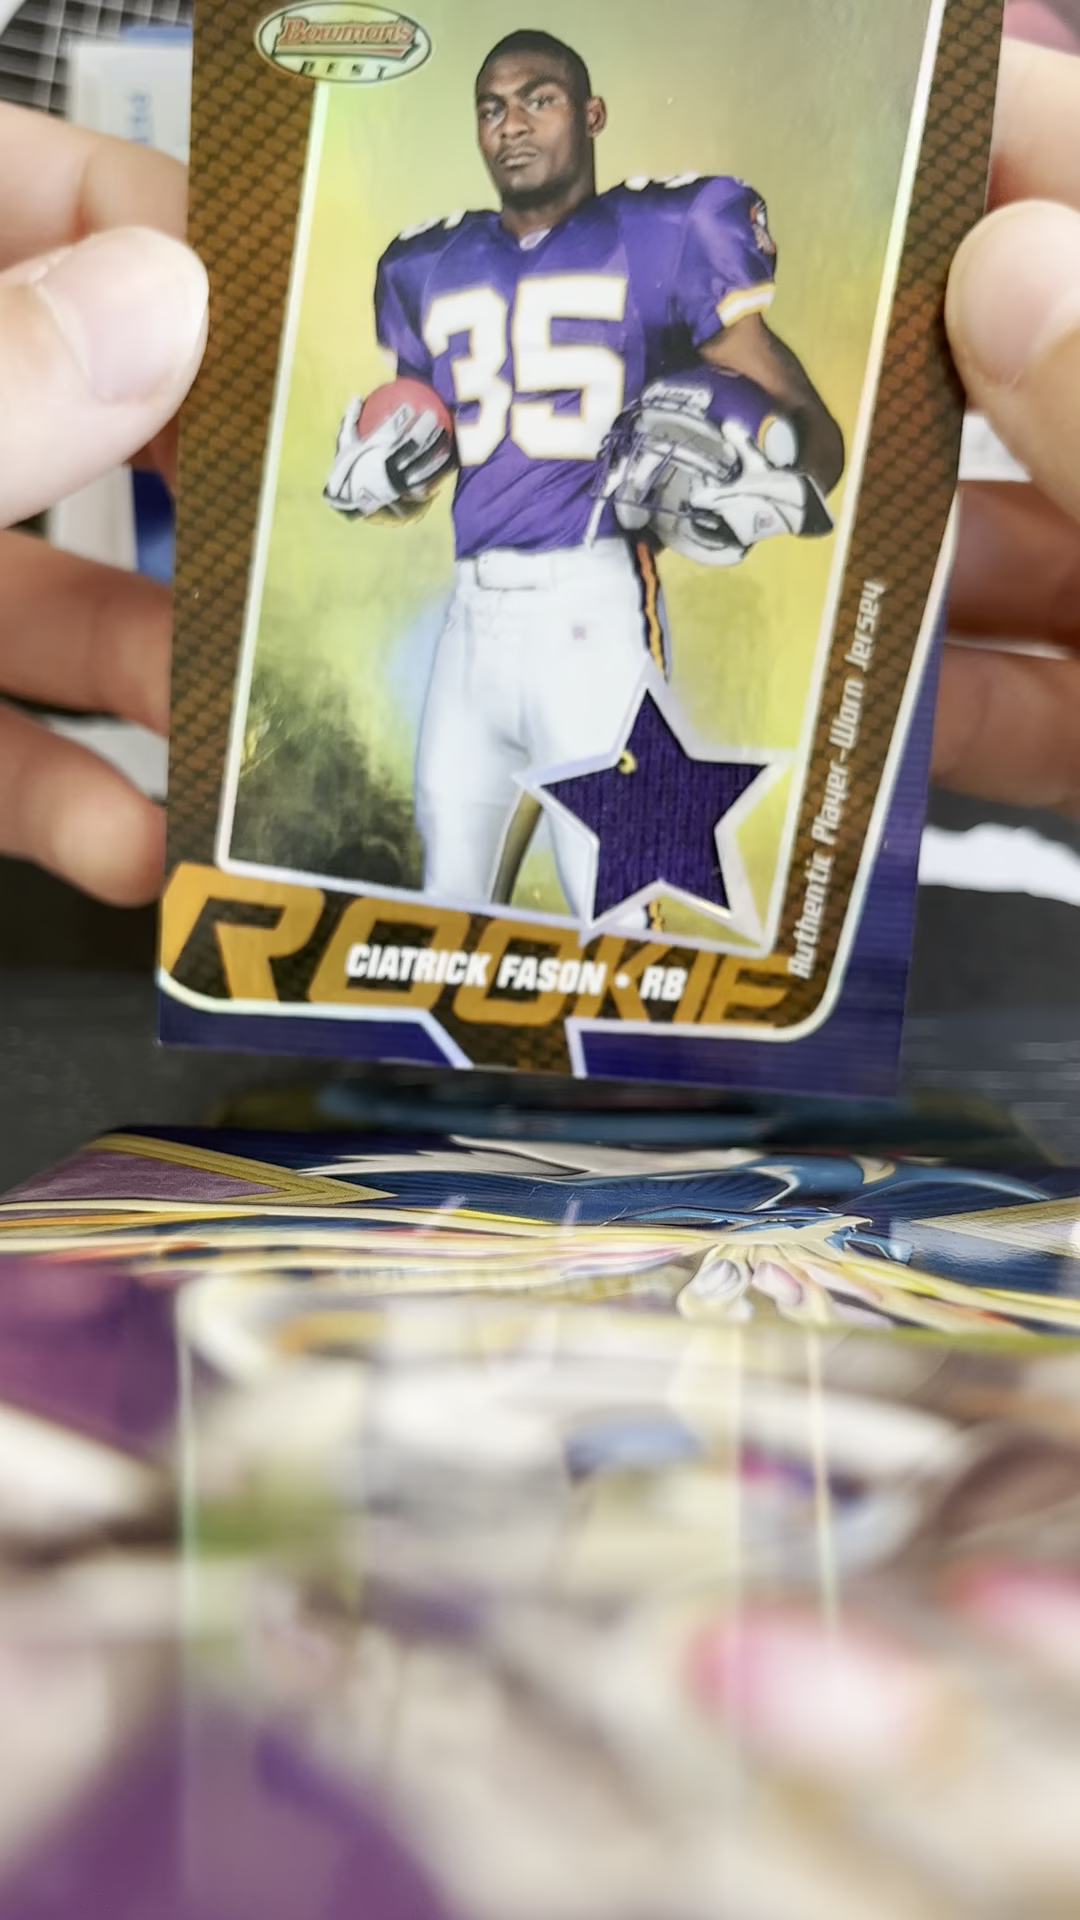 Bowman's
BEST
35
Authentic Player-Worn Jersey
ROOKIE
CIATRICK FASON • RB